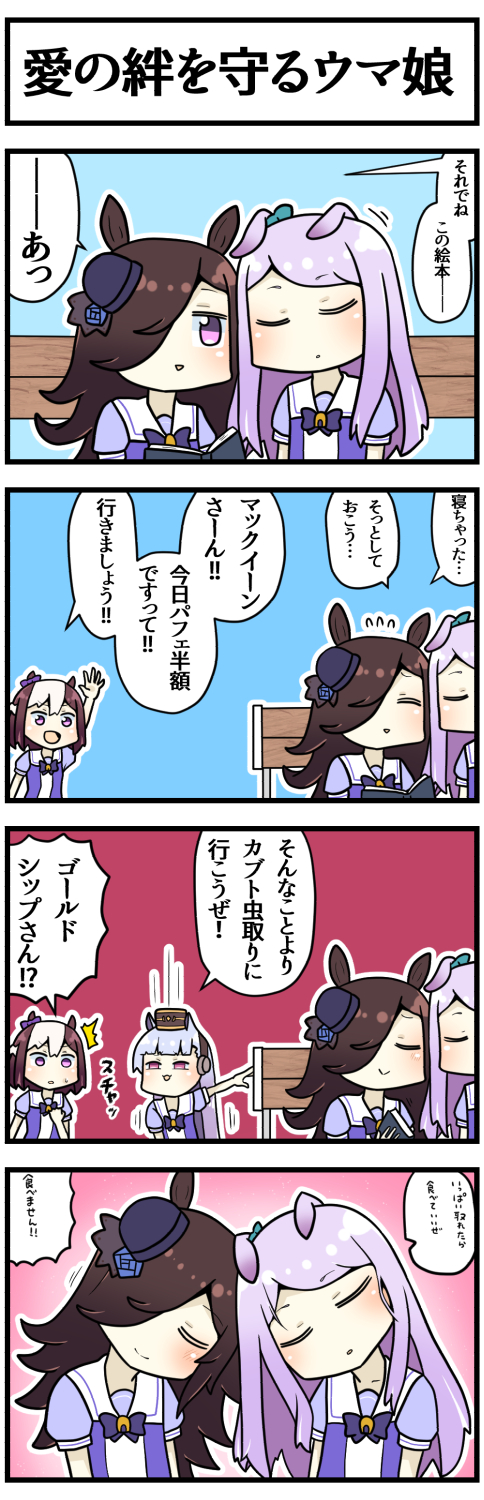 愛の絆を守るウマ娘
それでね
この絵本――
――あっ
寝ちゃった…
そっとして
おこう…
マックイーン
さーん!!
今日パフェ半額
ですって!!
行きましょう!!
そんなことより
カブト虫取りに
行こうぜ!
スチャッ
ゴールド
シップさん!?
いっぱい取れたら
食べていいぜ
食べません!!